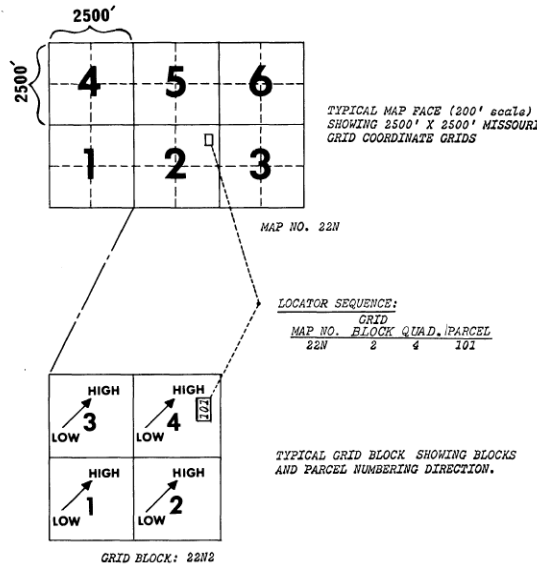 2500'
2500'
4 5 6
1 2 3
TYPICAL MAP FACE (200' scale)
SHOWING 2500' X 2500' MISSOURI
GRID COORDINATE GRIDS
MAP NO. 22N
LOCATOR SEQUENCE:
GRID
MAP NO. BLOCK QUAD. PARCEL
22N 2 4 101
HIGH HIGH
3 4 101
LOW LOW
HIGH HIGH
1 2
LOW LOW
TYPICAL GRID BLOCK SHOWING BLOCKS
AND PARCEL NUMBERING DIRECTION.
GRID BLOCK: 22N2